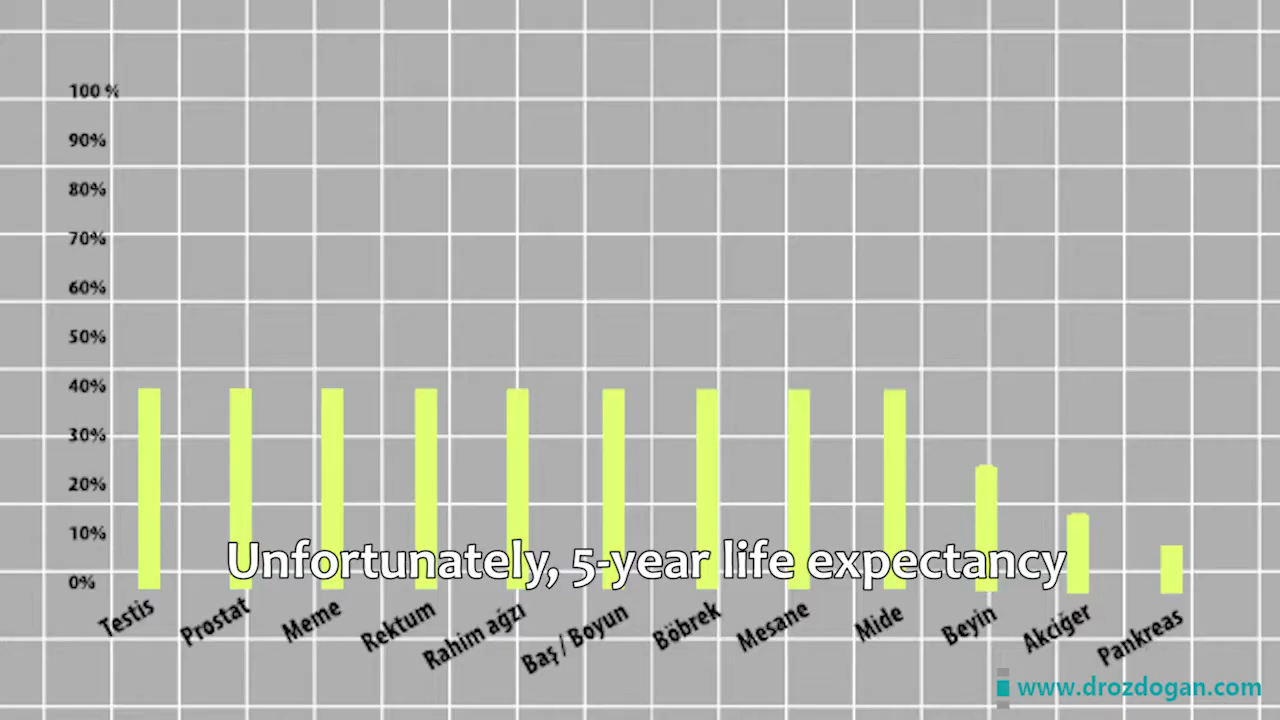 100 %
90%
80%
70%
60%
50%
40%
30%
20%
10%
0%
Unfortunately, 5-year life expectancy
Testis
Prostat
Meme
Rektum
Rahim ağzı
Baş / Boyun
Böbrek
Mesane
Mide
Beyin
Akciğer
Pankreas
www.drozdogan.com